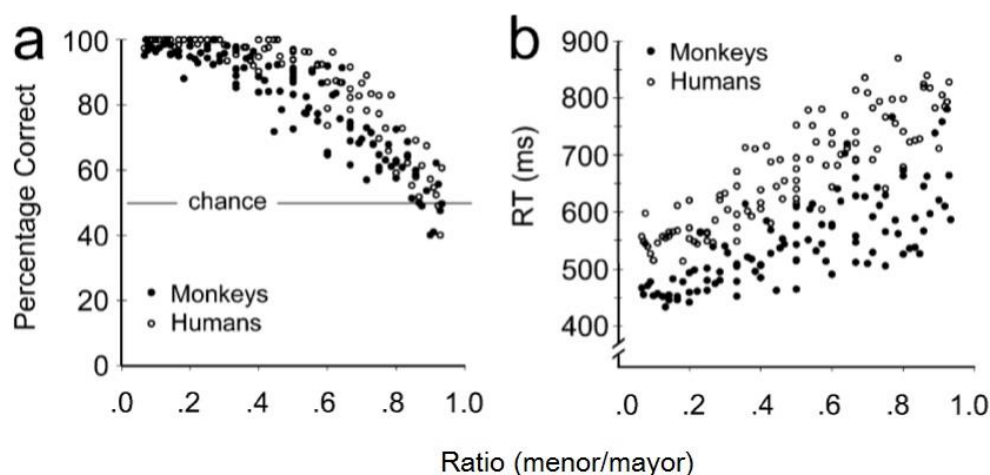 a
100
80
60
40
20
0
Percentage Correct
chance
Monkeys
Humans
.0 .2 .4 .6 .8 1.0
b
900
800
700
600
500
400
RT (ms)
Monkeys
Humans
.0 .2 .4 .6 .8 1.0
Ratio (menor/mayor)